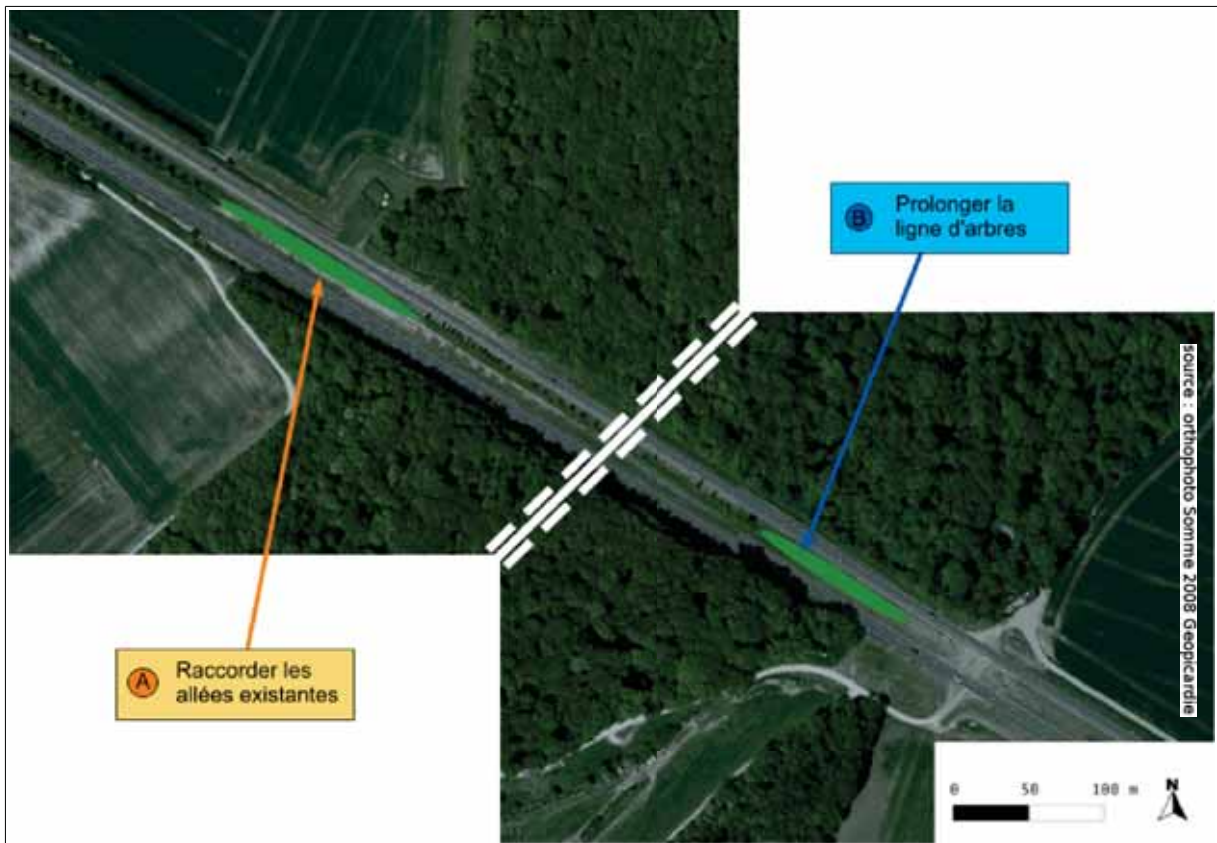 B
Prolonger la
ligne d'arbres
source : orthophoto Somme 2008 Geopicardie
A
Raccorder les
allées existantes
0 50 100 m
N